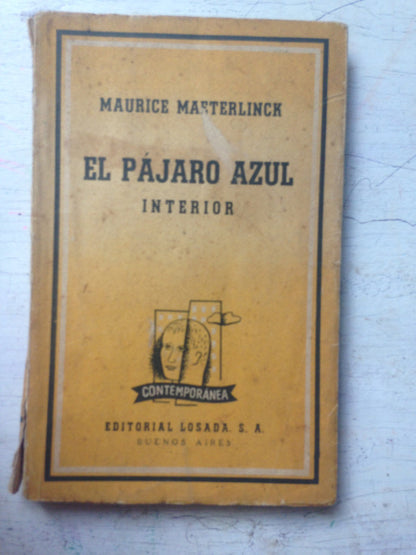 MAURICE MAETERLINCK
EL PÁJARO AZUL
INTERIOR
CONTEMPORÁNEA
EDITORIAL LOSADA, S. A.
BUENOS AIRES